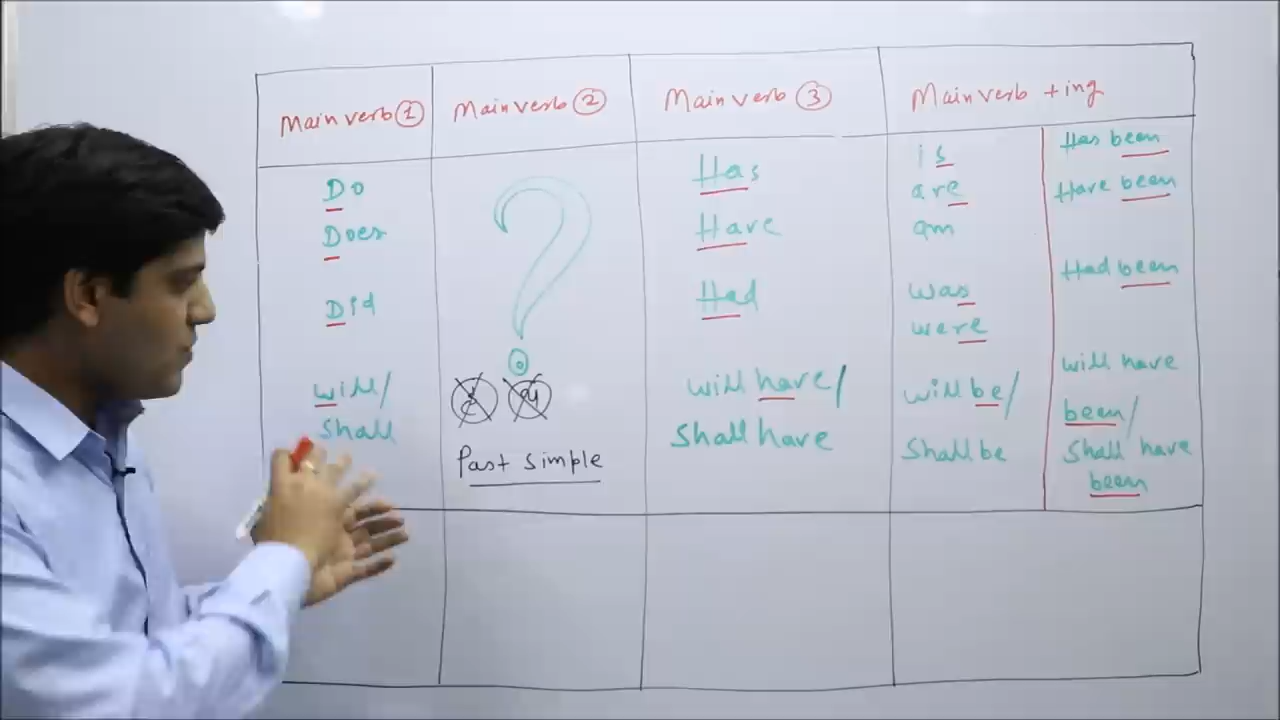 Main verb ①
Main verb ②
Main verb ③
Main verb + ing
Do
Does
Did
will/
Shall
?
Past simple
Has
Have
Had
will have/
Shall have
is
are
am
was
were
will be/
Shall be
Has been
Have been
Had been
will have
been/
Shall have
been